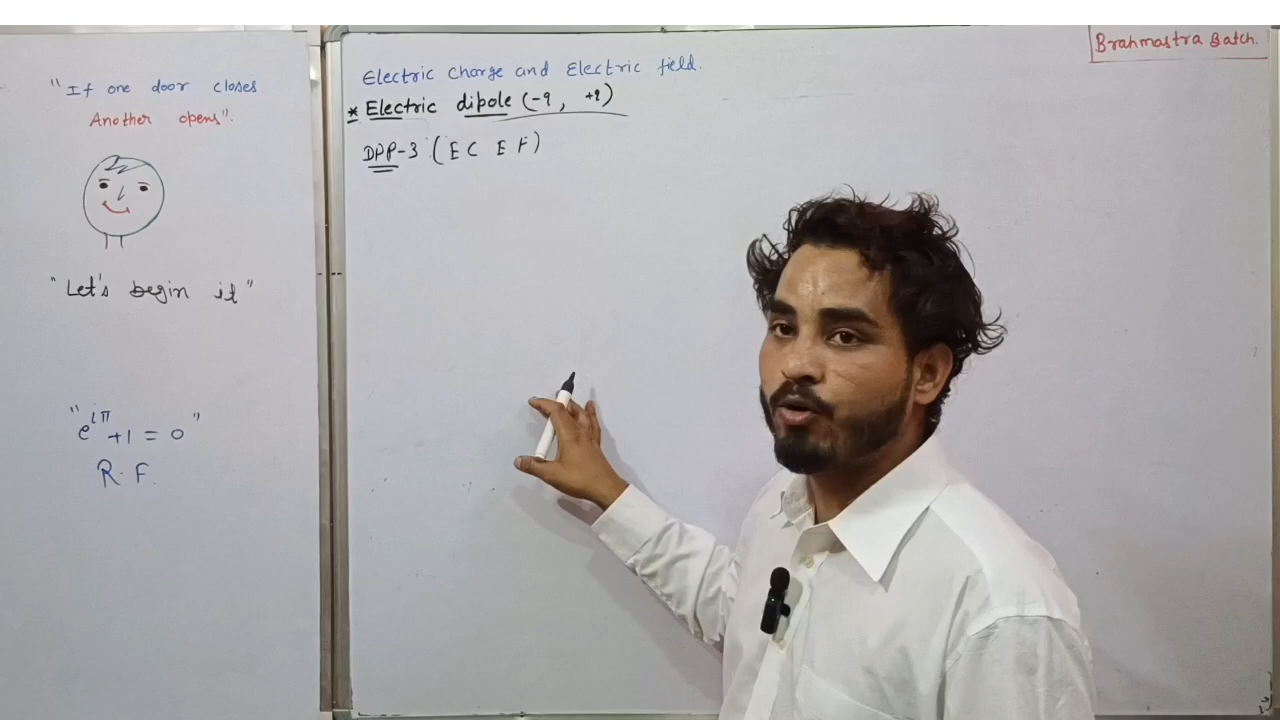 "If one door closes
Another opens".
"Let's begin it"
"e^{iπ} +1 = 0"
R. F.
Brahmastra Batch.
Electric Charge and Electric field.
* Electric dipole (-q, +q)
DPP-3 (E C E F)